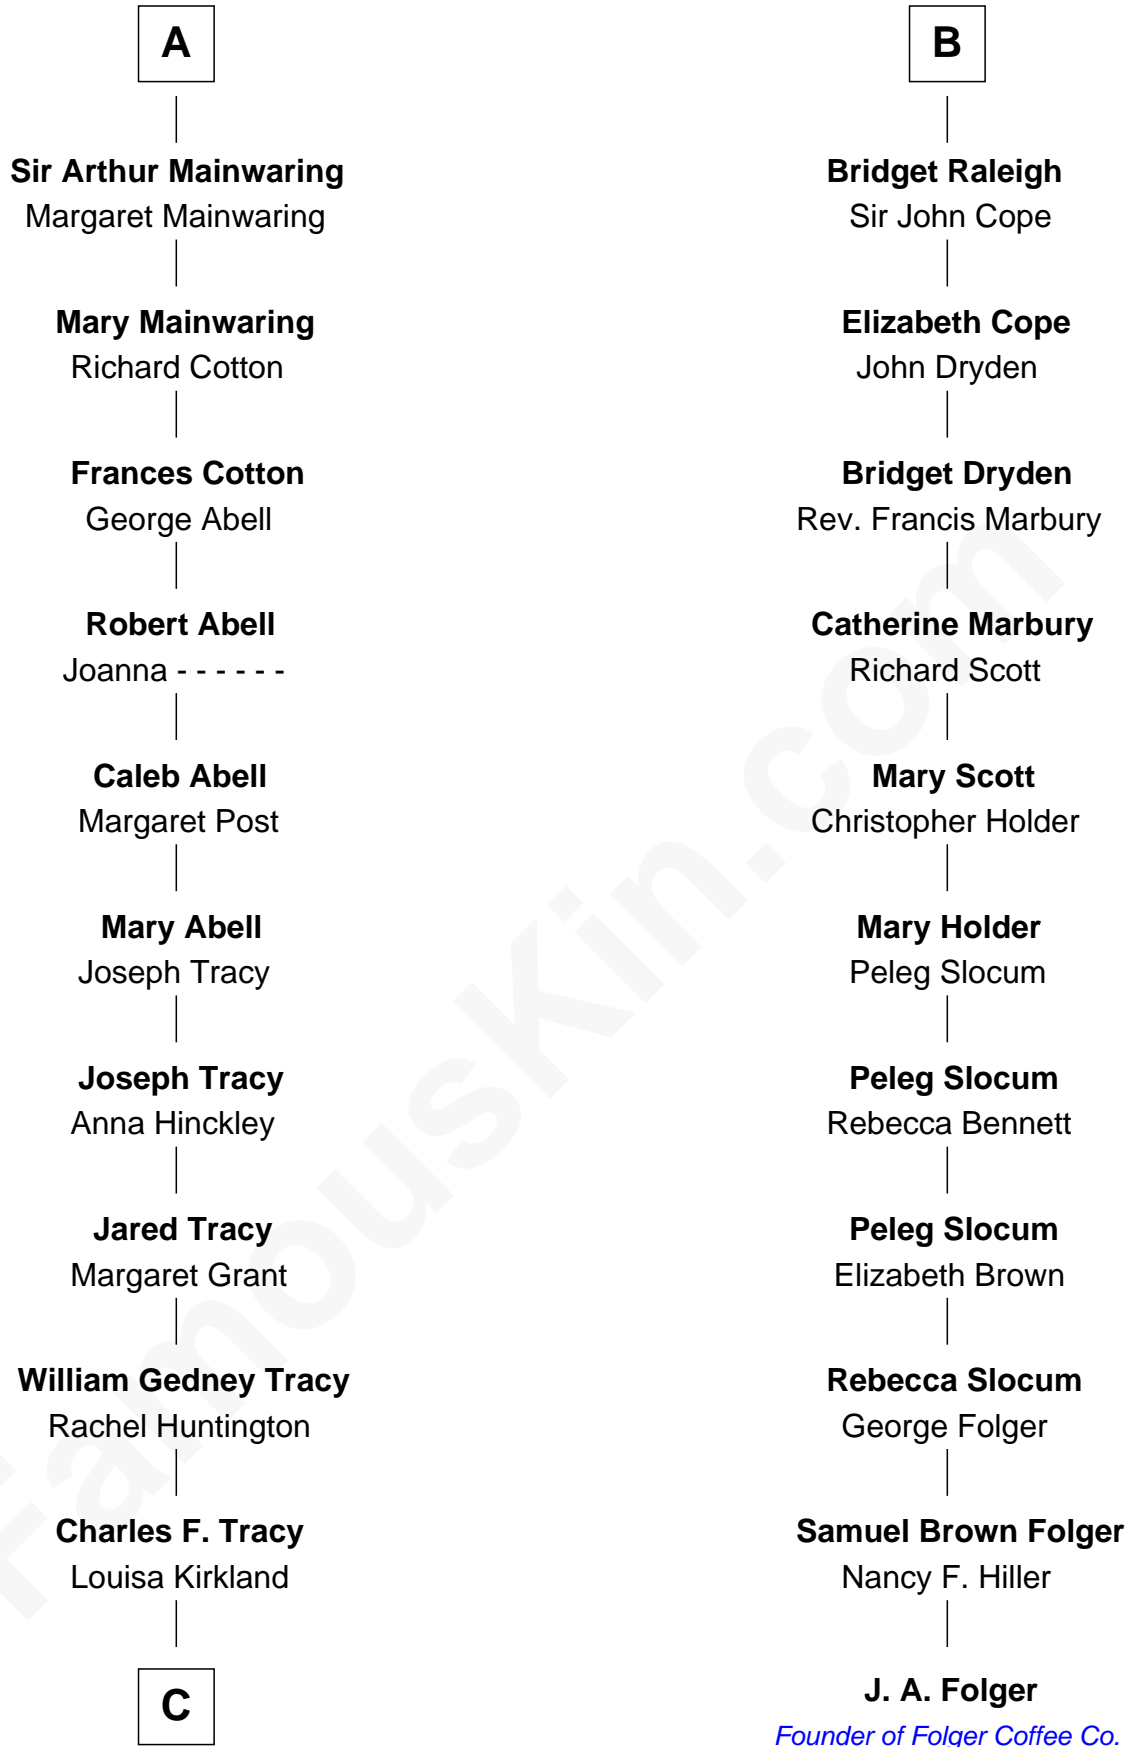 A
Sir Arthur Mainwaring
Margaret Mainwaring
Mary Mainwaring
Richard Cotton
Frances Cotton
George Abell
Robert Abell
Joanna - - - - - -
Caleb Abell
Margaret Post
Mary Abell
Joseph Tracy
Joseph Tracy
Anna Hinckley
Jared Tracy
Margaret Grant
William Gedney Tracy
Rachel Huntington
Charles F. Tracy
Louisa Kirkland
C
B
Bridget Raleigh
Sir John Cope
Elizabeth Cope
John Dryden
Bridget Dryden
Rev. Francis Marbury
Catherine Marbury
Richard Scott
Mary Scott
Christopher Holder
Mary Holder
Peleg Slocum
Peleg Slocum
Rebecca Bennett
Peleg Slocum
Elizabeth Brown
Rebecca Slocum
George Folger
Samuel Brown Folger
Nancy F. Hiller
J. A. Folger
Founder of Folger Coffee Co.
FamousKin.com